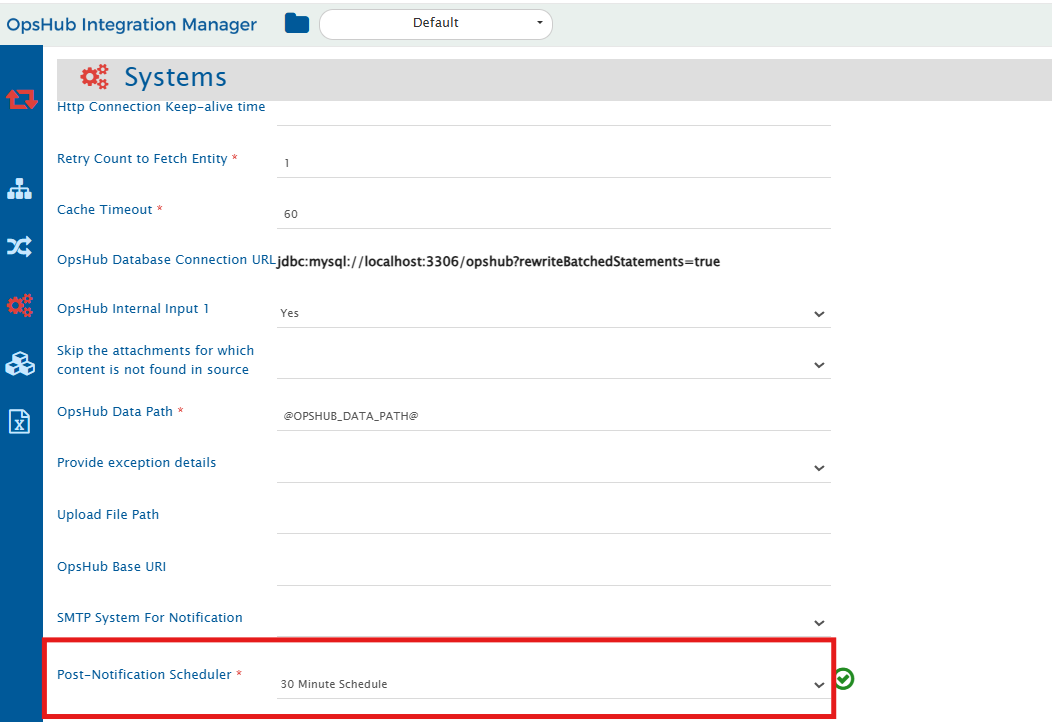 OpsHub Integration Manager
Default
Systems
Http Connection Keep-alive time
Retry Count to Fetch Entity *
1
Cache Timeout *
60
OpsHub Database Connection URL
jdbc:mysql://localhost:3306/opshub?rewriteBatchedStatements=true
OpsHub Internal Input 1
Yes
Skip the attachments for which
content is not found in source
OpsHub Data Path *
@OPSHUB_DATA_PATH@
Provide exception details
Upload File Path
OpsHub Base URI
SMTP System For Notification
Post-Notification Scheduler *
30 Minute Schedule